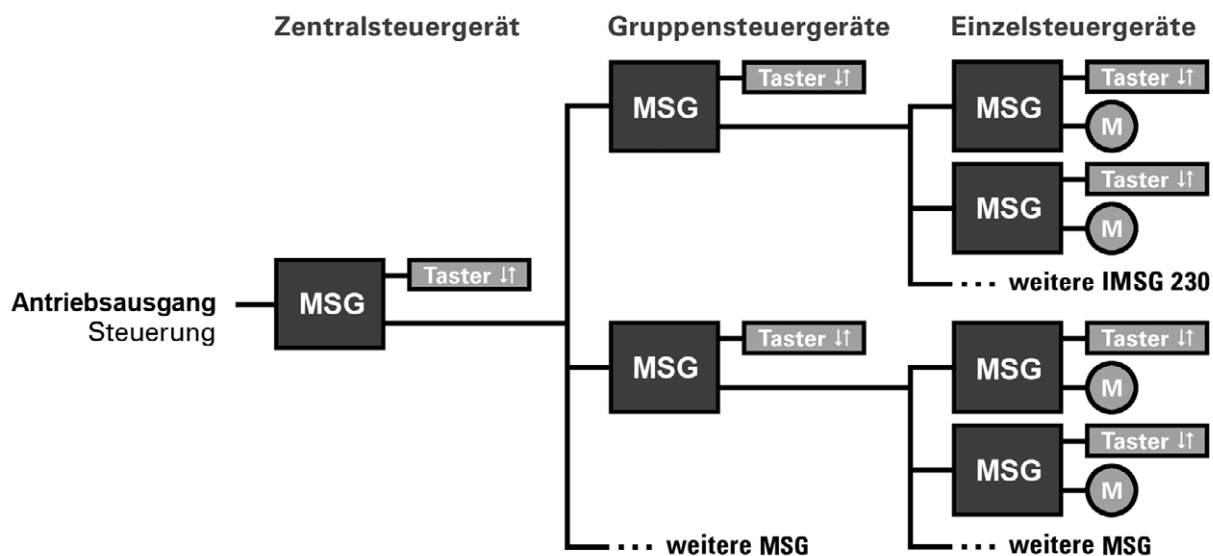 Zentralsteuergerät Gruppensteuergeräte Einzelsteuergeräte
MSG Taster ↓↑
MSG Taster ↓↑
M
MSG Taster ↓↑
M
··· weitere IMSG 230
Antriebsausgang
Steuerung
MSG Taster ↓↑
MSG Taster ↓↑
MSG Taster ↓↑
M
MSG Taster ↓↑
M
··· weitere MSG
··· weitere MSG